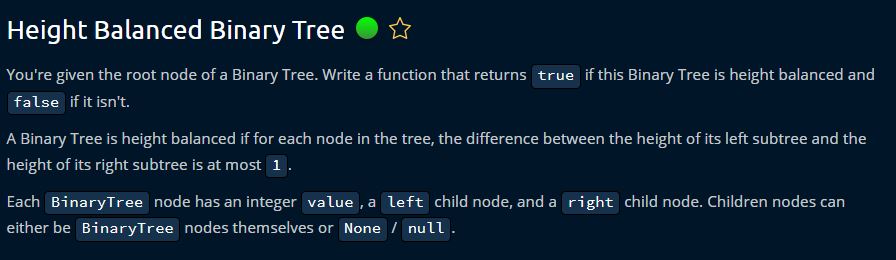 Height Balanced Binary Tree
You're given the root node of a Binary Tree. Write a function that returns true if this Binary Tree is height balanced and
false if it isn't.
A Binary Tree is height balanced if for each node in the tree, the difference between the height of its left subtree and the
height of its right subtree is at most 1.
Each BinaryTree node has an integer value, a left child node, and a right child node. Children nodes can
either be BinaryTree nodes themselves or None / null.